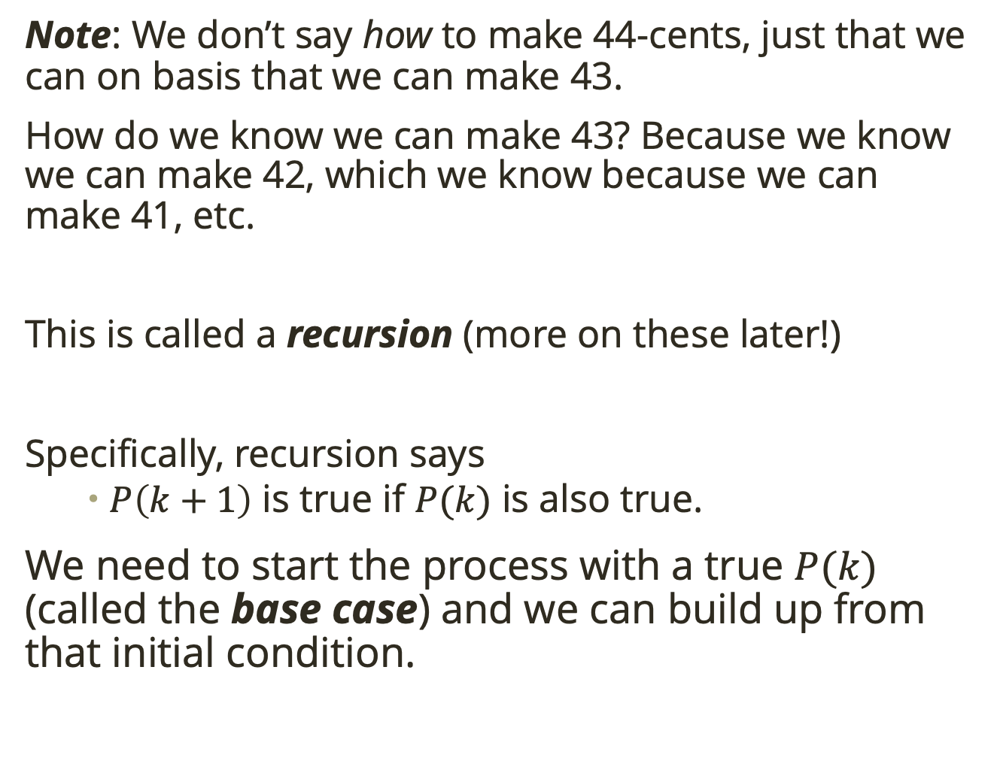 Note: We don’t say how to make 44-cents, just that we
can on basis that we can make 43.
How do we know we can make 43? Because we know
we can make 42, which we know because we can
make 41, etc.
This is called a recursion (more on these later!)
Specifically, recursion says
• P(k + 1) is true if P(k) is also true.
We need to start the process with a true P(k)
(called the base case) and we can build up from
that initial condition.